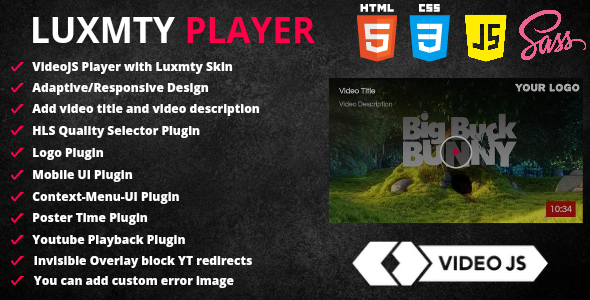 LUXMTY PLAYER
VideoJS Player with Luxmty Skin
Adaptive/Responsive Design
Add video title and video description
HLS Quality Selector Plugin
Logo Plugin
Mobile UI Plugin
Context-Menu-UI Plugin
Poster Time Plugin
Youtube Playback Plugin
Invisible Overlay block YT redirects
You can add custom error image
HTML
5
CSS
3
JS
Sass
Video Title
Video Description
YOUR LOGO
Big Buck
BUNNY
10:34
VIDEO JS